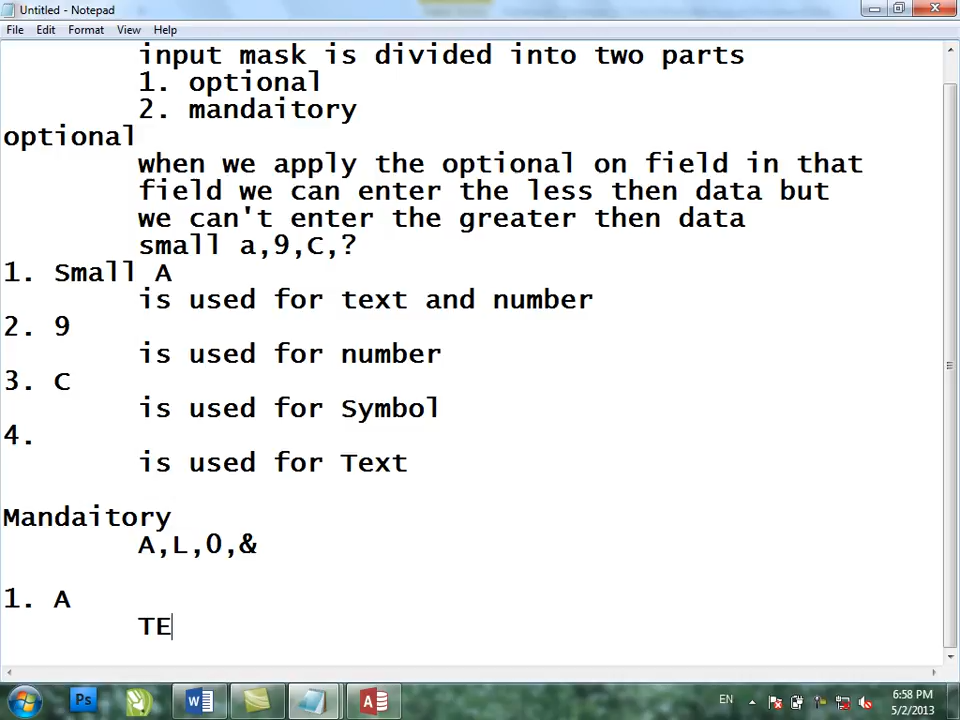 Untitled - Notepad
File Edit Format View Help
input mask is divided into two parts
1. optional
2. mandaitory
optional
when we apply the optional on field in that
field we can enter the less then data but
we can't enter the greater then data
small a,9,C,?
1. Small A
is used for text and number
2. 9
is used for number
3. C
is used for Symbol
4.
is used for Text
Mandaitory
A,L,0,&
1. A
TE
Ps W A EN 6:58 PM
5/2/2013